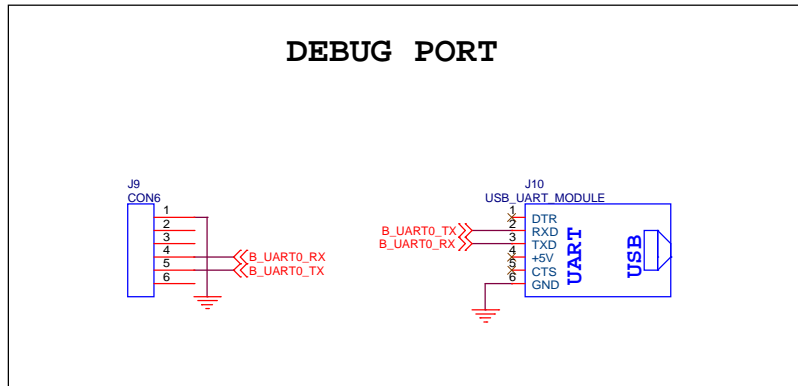 DEBUG PORT
J9
CON6
1
2
3
4
5
6
B_UART0_RX
B_UART0_TX
J10
USB_UART_MODULE
B_UART0_TX
B_UART0_RX
1 DTR
2 RXD
3 TXD
4 +5V
5 CTS
6 GND
UART
USB